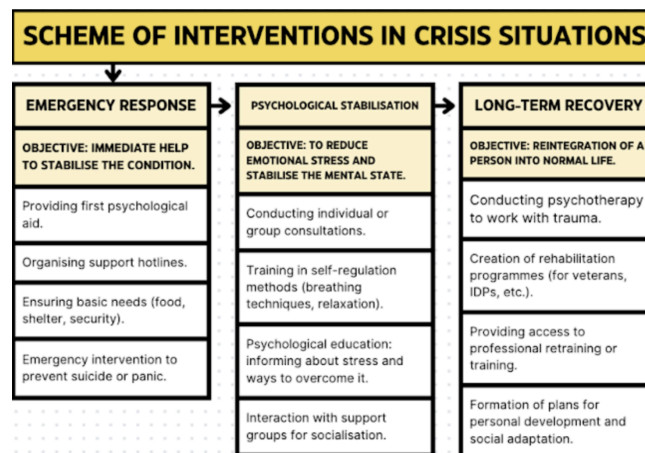 SCHEME OF INTERVENTIONS IN CRISIS SITUATIONS
EMERGENCY RESPONSE
OBJECTIVE: IMMEDIATE HELP
TO STABILISE THE CONDITION.
Providing first psychological
aid.
Organising support hotlines.
Ensuring basic needs (food,
shelter, security).
Emergency intervention to
prevent suicide or panic.
PSYCHOLOGICAL STABILISATION
OBJECTIVE: TO REDUCE
EMOTIONAL STRESS AND
STABILISE THE MENTAL STATE.
Conducting individual or
group consultations.
Training in self-regulation
methods (breathing
techniques, relaxation).
Psychological education:
informing about stress and
ways to overcome it.
Interaction with support
groups for socialisation.
LONG-TERM RECOVERY
OBJECTIVE: REINTEGRATION OF A
PERSON INTO NORMAL LIFE.
Conducting psychotherapy
to work with trauma.
Creation of rehabilitation
programmes (for veterans,
IDPs, etc.).
Providing access to
professional retraining or
training.
Formation of plans for
personal development and
social adaptation.